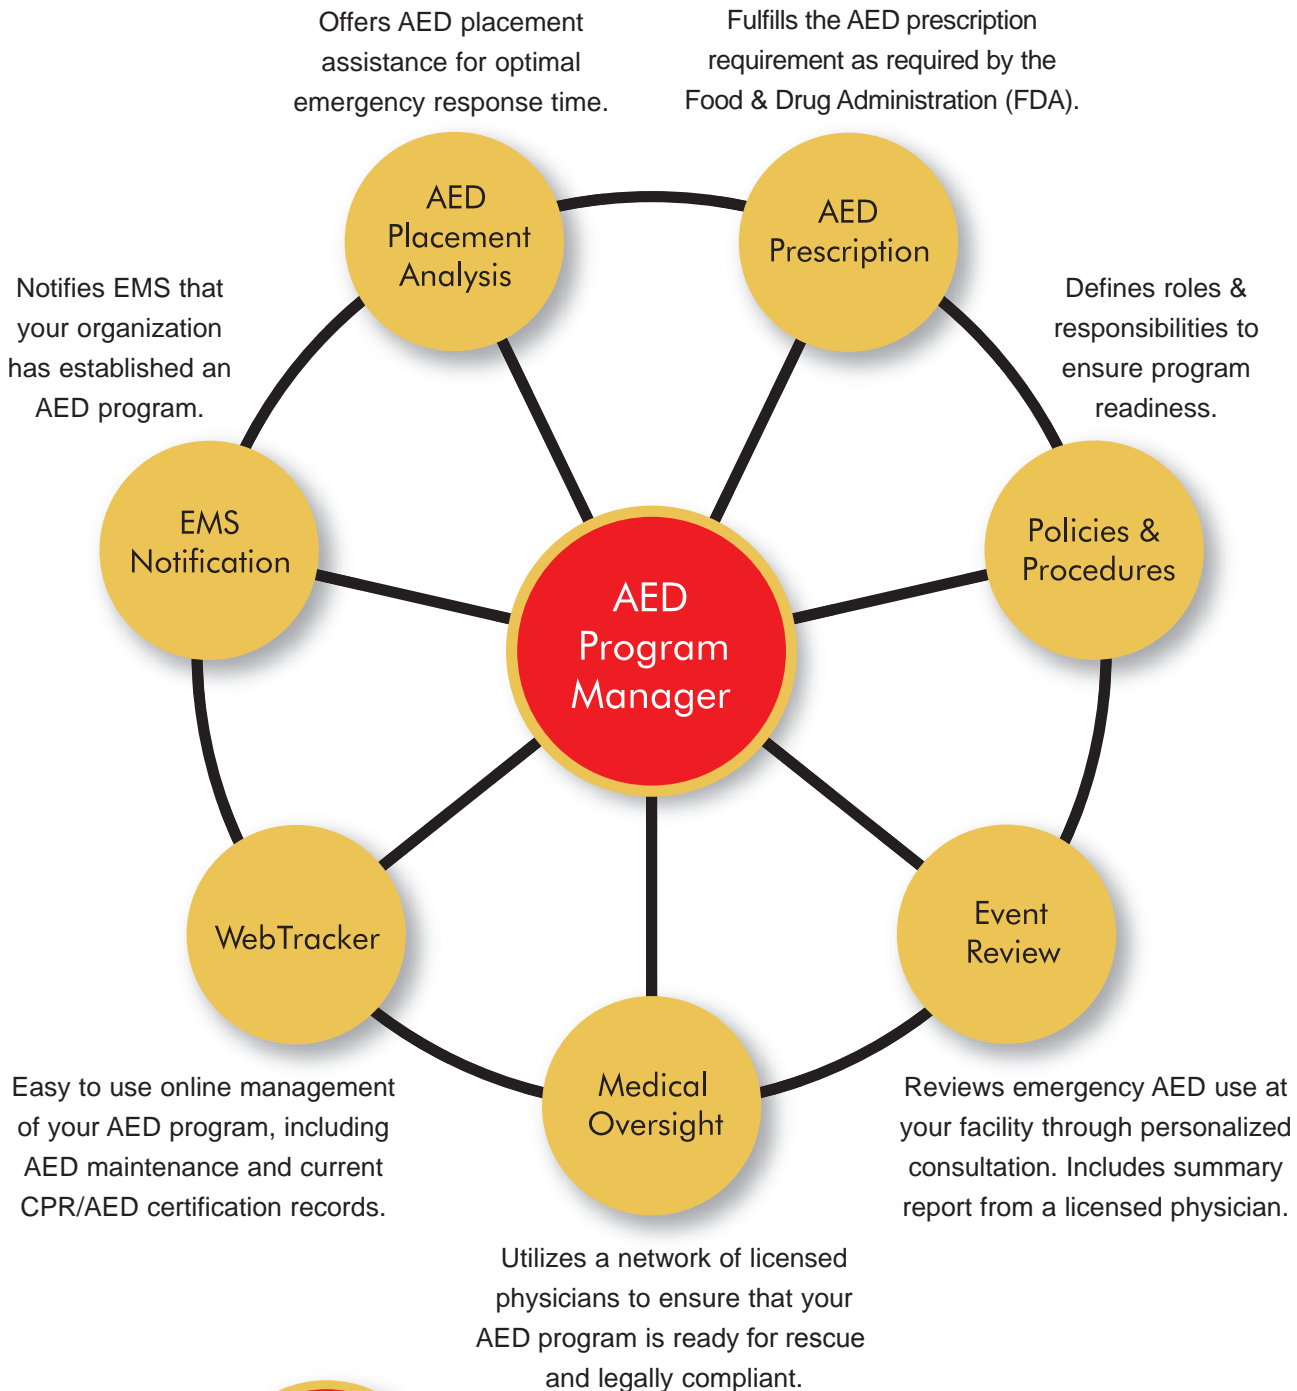 Offers AED placement
assistance for optimal
emergency response time.
Fulfills the AED prescription
requirement as required by the
Food & Drug Administration (FDA).
AED
Placement
Analysis
AED
Prescription
Notifies EMS that
your organization
has established an
AED program.
Defines roles &
responsibilities to
ensure program
readiness.
EMS
Notification
Policies &
Procedures
AED
Program
Manager
WebTracker
Event
Review
Easy to use online management
of your AED program, including
AED maintenance and current
CPR/AED certification records.
Medical
Oversight
Reviews emergency AED use at
your facility through personalized
consultation. Includes summary
report from a licensed physician.
Utilizes a network of licensed
physicians to ensure that your
AED program is ready for rescue
and legally compliant.